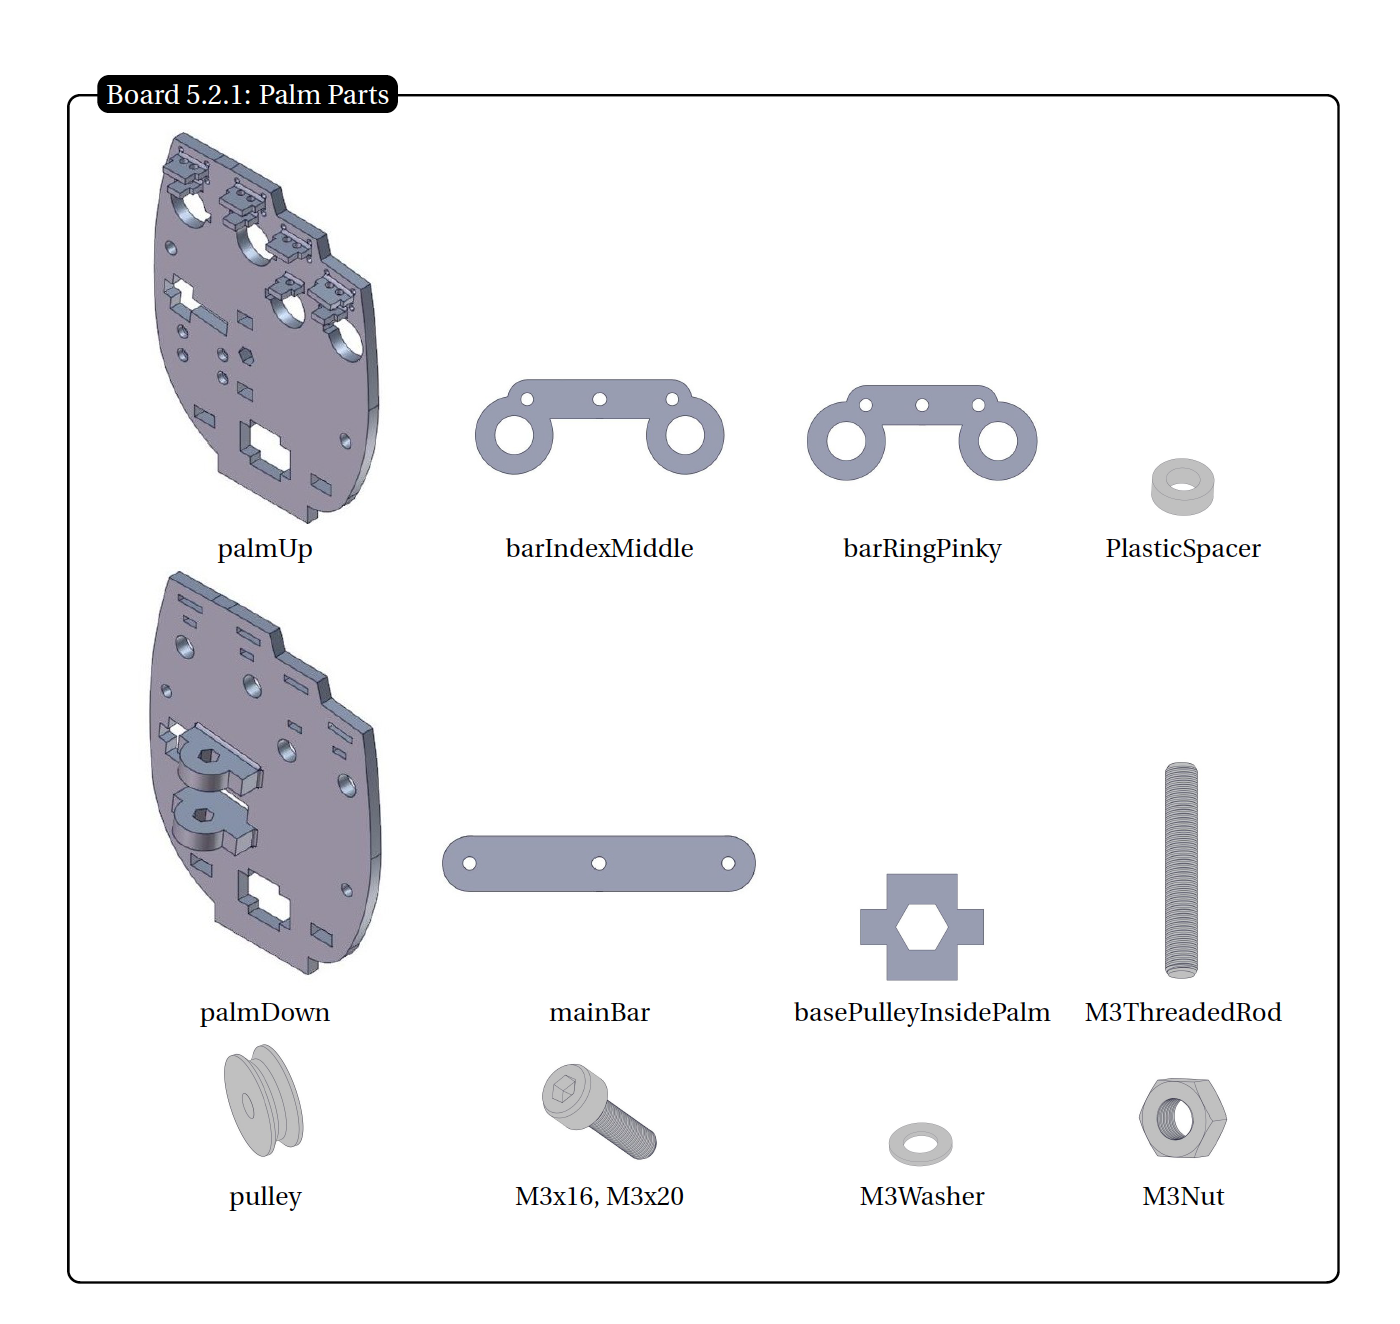 Board 5.2.1: Palm Parts
palmUp
barIndexMiddle
barRingPinky
PlasticSpacer
palmDown
mainBar
basePulleyInsidePalm
M3ThreadedRod
pulley
M3x16, M3x20
M3Washer
M3Nut